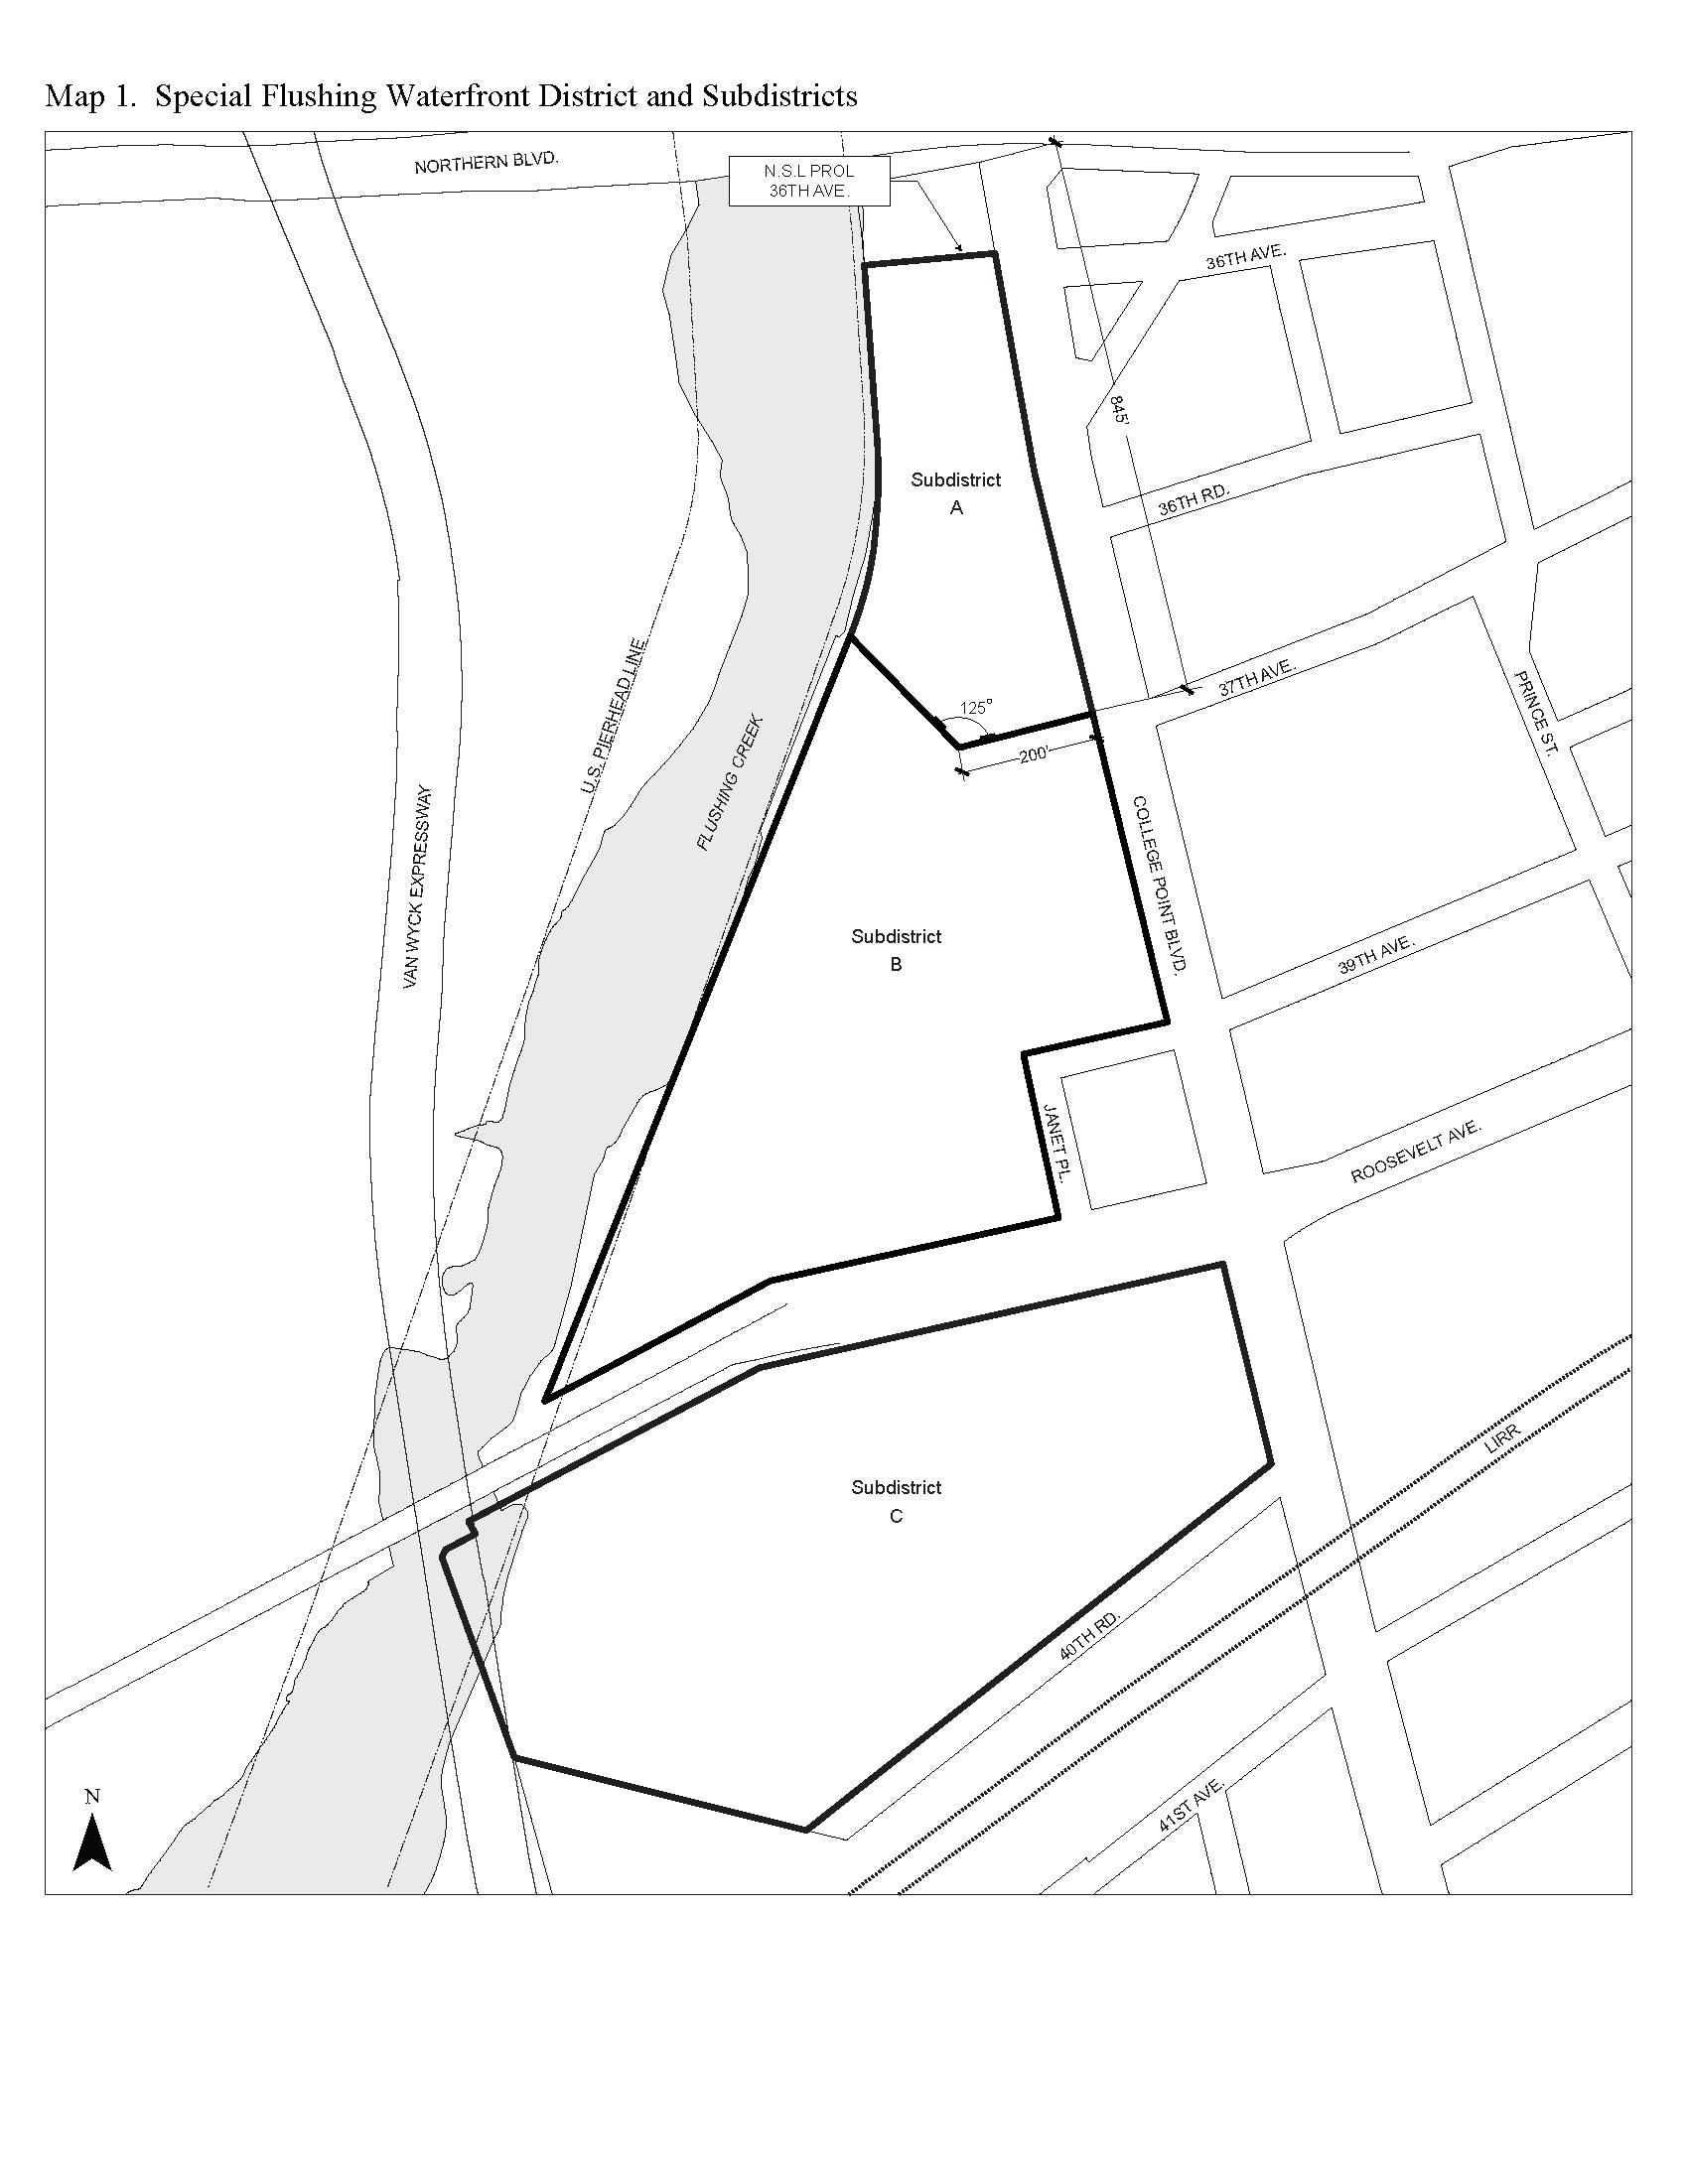 Map 1.  Special Flushing Waterfront District and Subdistricts
NORTHERN BLVD.
N.S.L PROL
36TH AVE.
36TH AVE.
845'
Subdistrict
A
36TH RD.
37TH AVE.
125°
200'
PRINCE ST.
U.S. PIERHEAD LINE
FLUSHING CREEK
VAN WYCK EXPRESSWAY
COLLEGE POINT BLVD.
Subdistrict
B
39TH AVE.
JANET PL.
ROOSEVELT AVE.
LIRR
Subdistrict
C
40TH RD.
41ST AVE.
N